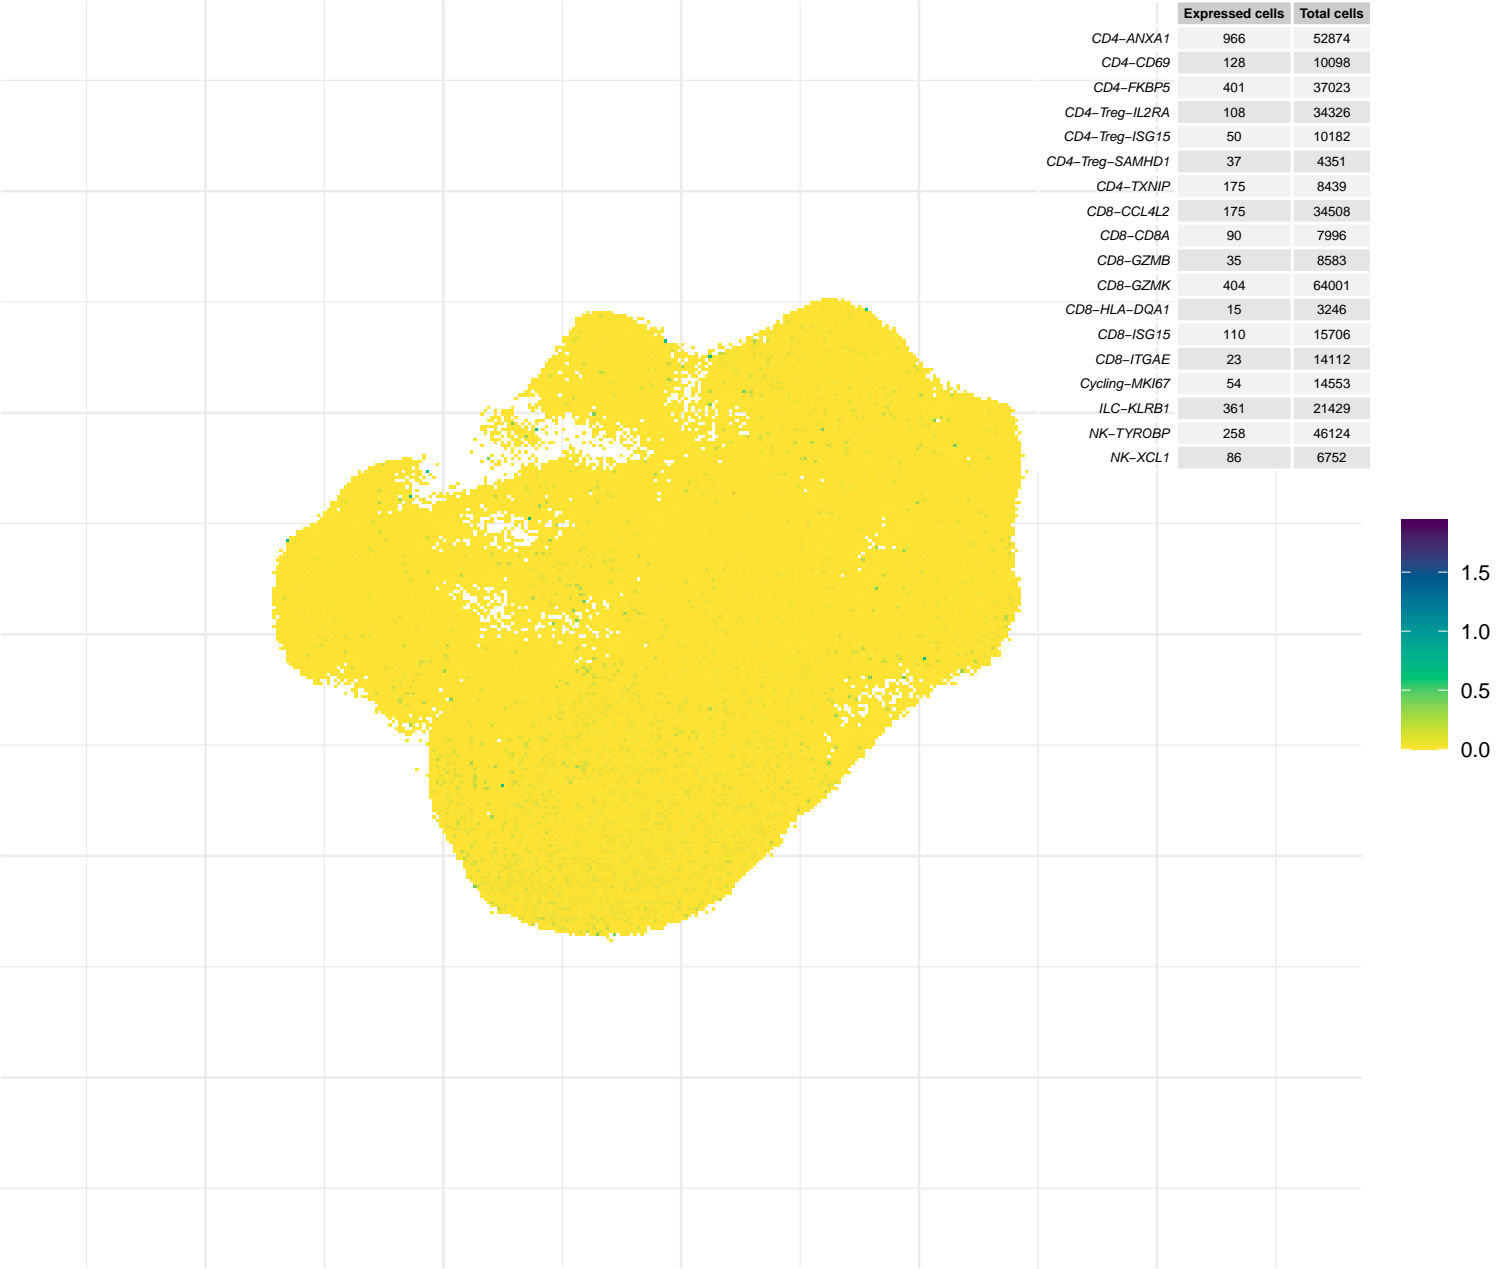 Expressed cells Total cells
CD4−ANXA1 966 52874
CD4−CD69 128 10098
CD4−FKBP5 401 37023
CD4−Treg−IL2RA 108 34326
CD4−Treg−ISG15 50 10182
CD4−Treg−SAMHD1 37 4351
CD4−TXNIP 175 8439
CD8−CCL4L2 175 34508
CD8−CD8A 90 7996
CD8−GZMB 35 8583
CD8−GZMK 404 64001
CD8−HLA−DQA1 15 3246
CD8−ISG15 110 15706
CD8−ITGAE 23 14112
Cycling−MKI67 54 14553
ILC−KLRB1 361 21429
NK−TYROBP 258 46124
NK−XCL1 86 6752
1.5
1.0
0.5
0.0